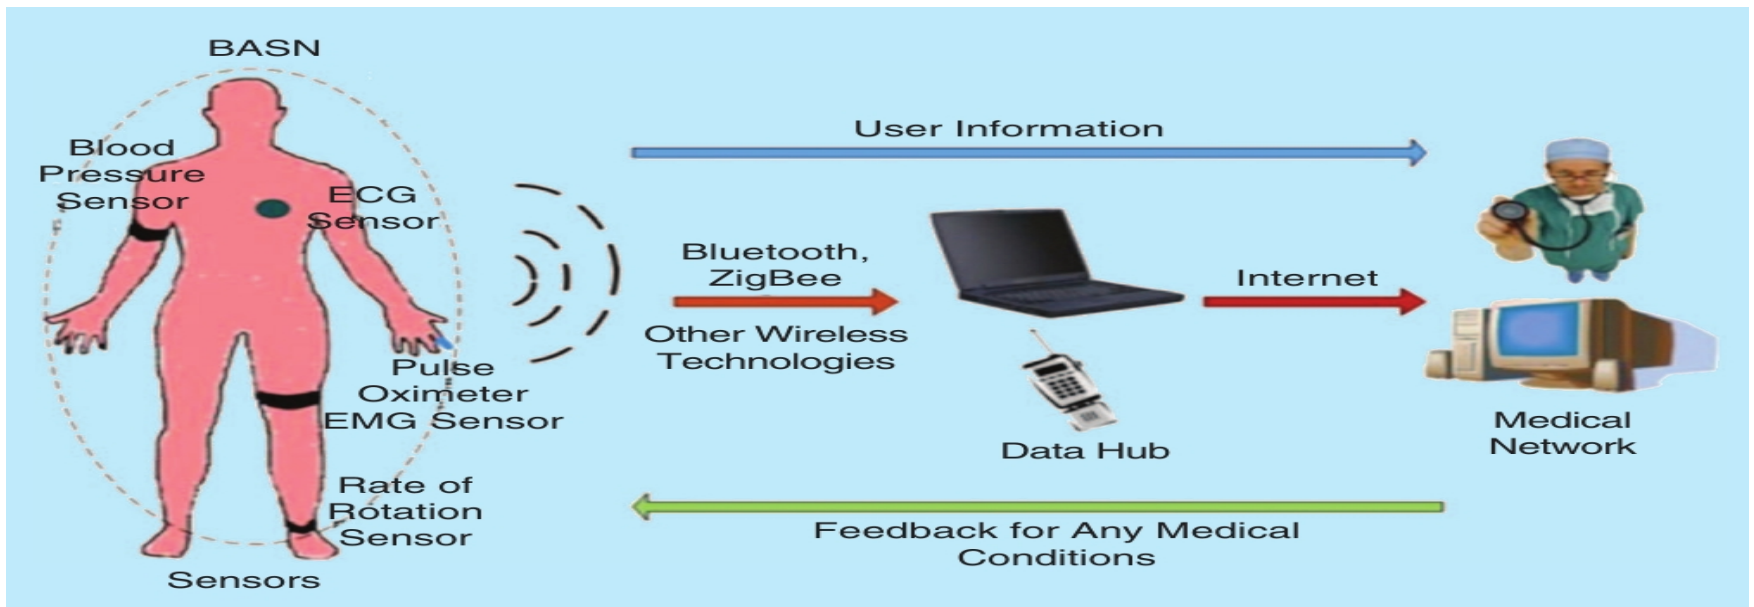 BASN
Blood
Pressure
Sensor
ECG
Sensor
Pulse
Oximeter
EMG Sensor
Rate of
Rotation
Sensor
Sensors
User Information
Bluetooth,
ZigBee
Other Wireless
Technologies
Data Hub
Internet
Medical
Network
Feedback for Any Medical
Conditions